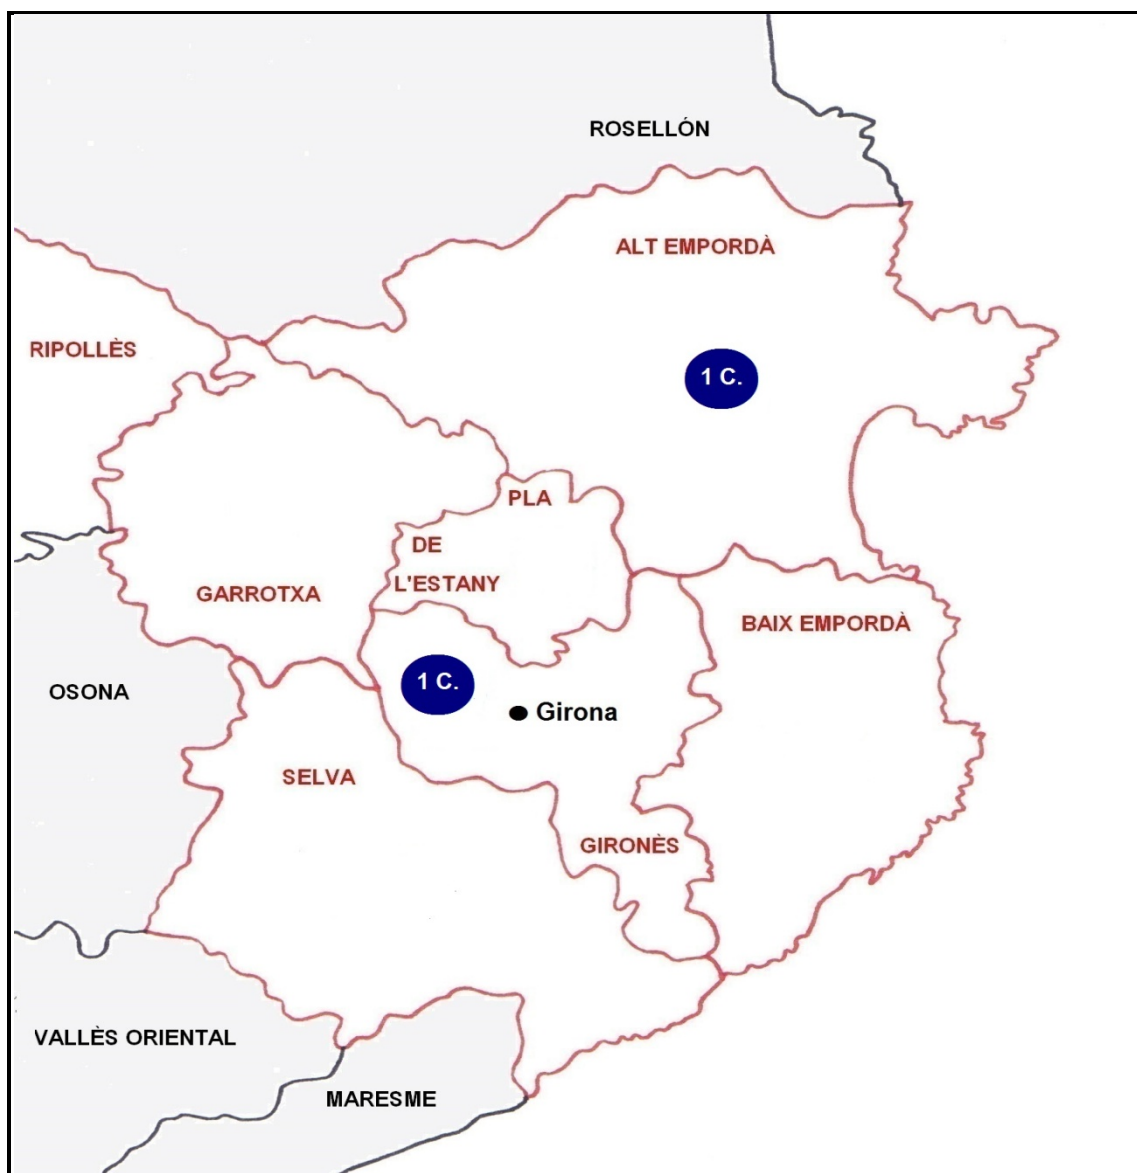 ROSELLÓN
ALT EMPORDÀ
RIPOLLÈS
1 C.
PLA
DE
L'ESTANY
GARROTXA
BAIX EMPORDÀ
1 C.
OSONA
Girona
SELVA
GIRONÈS
VALLÈS ORIENTAL
MARESME